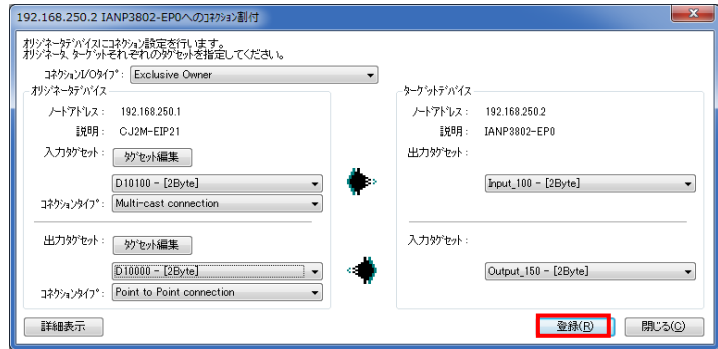 192.168.250.2 IANP3802-EP0へのｺﾈｸｼｮﾝ割付
ｵﾘｼﾞﾈｰﾀﾃﾞﾊﾞｲｽにｺﾈｸｼｮﾝ設定を行います。
ｵﾘｼﾞﾈｰﾀ､ﾀｰｹﾞｯﾄそれぞれのﾀｸﾞｾｯﾄを指定してください。
ｺﾈｸｼｮﾝI/Oﾀｲﾌﾟ: Exclusive Owner
ｵﾘｼﾞﾈｰﾀﾃﾞﾊﾞｲｽ
ﾉｰﾄﾞｱﾄﾞﾚｽ: 192.168.250.1
説明: CJ2M-EIP21
入力ﾀｸﾞｾｯﾄ: ﾀｸﾞｾｯﾄ編集
D10100 - [2Byte]
ｺﾈｸｼｮﾝﾀｲﾌﾟ: Multi-cast connection
出力ﾀｸﾞｾｯﾄ: ﾀｸﾞｾｯﾄ編集
D10000 - [2Byte]
ｺﾈｸｼｮﾝﾀｲﾌﾟ: Point to Point connection
ﾀｰｹﾞｯﾄﾃﾞﾊﾞｲｽ
ﾉｰﾄﾞｱﾄﾞﾚｽ: 192.168.250.2
説明: IANP3802-EP0
出力ﾀｸﾞｾｯﾄ:
Input_100 - [2Byte]
入力ﾀｸﾞｾｯﾄ:
Output_150 - [2Byte]
詳細表示
登録(R)
閉じる(C)